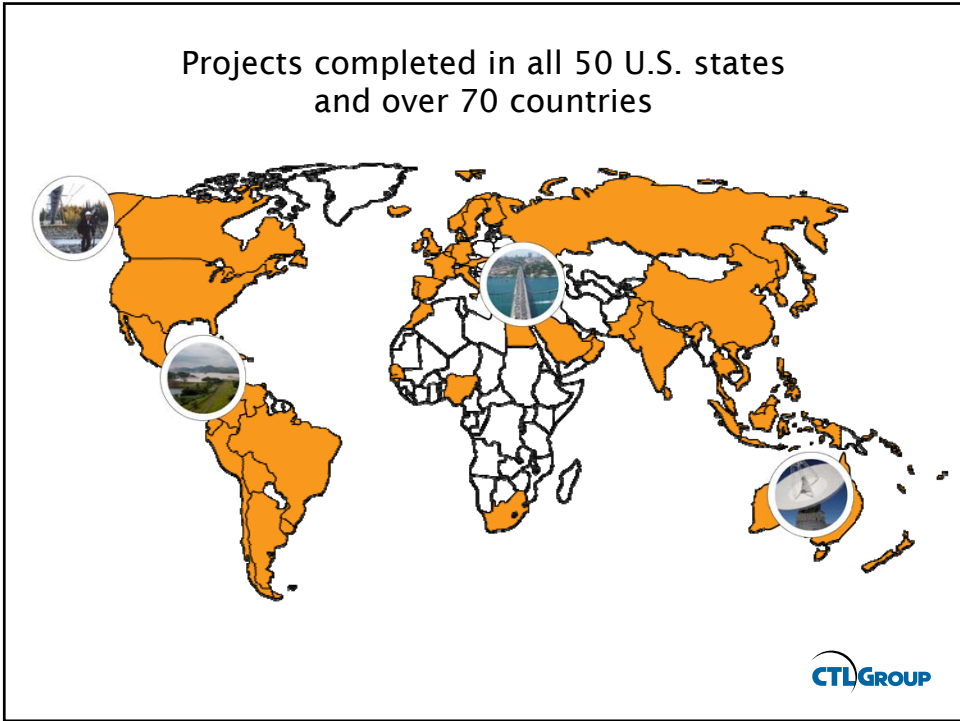 Projects completed in all 50 U.S. states
and over 70 countries
CTLGROUP